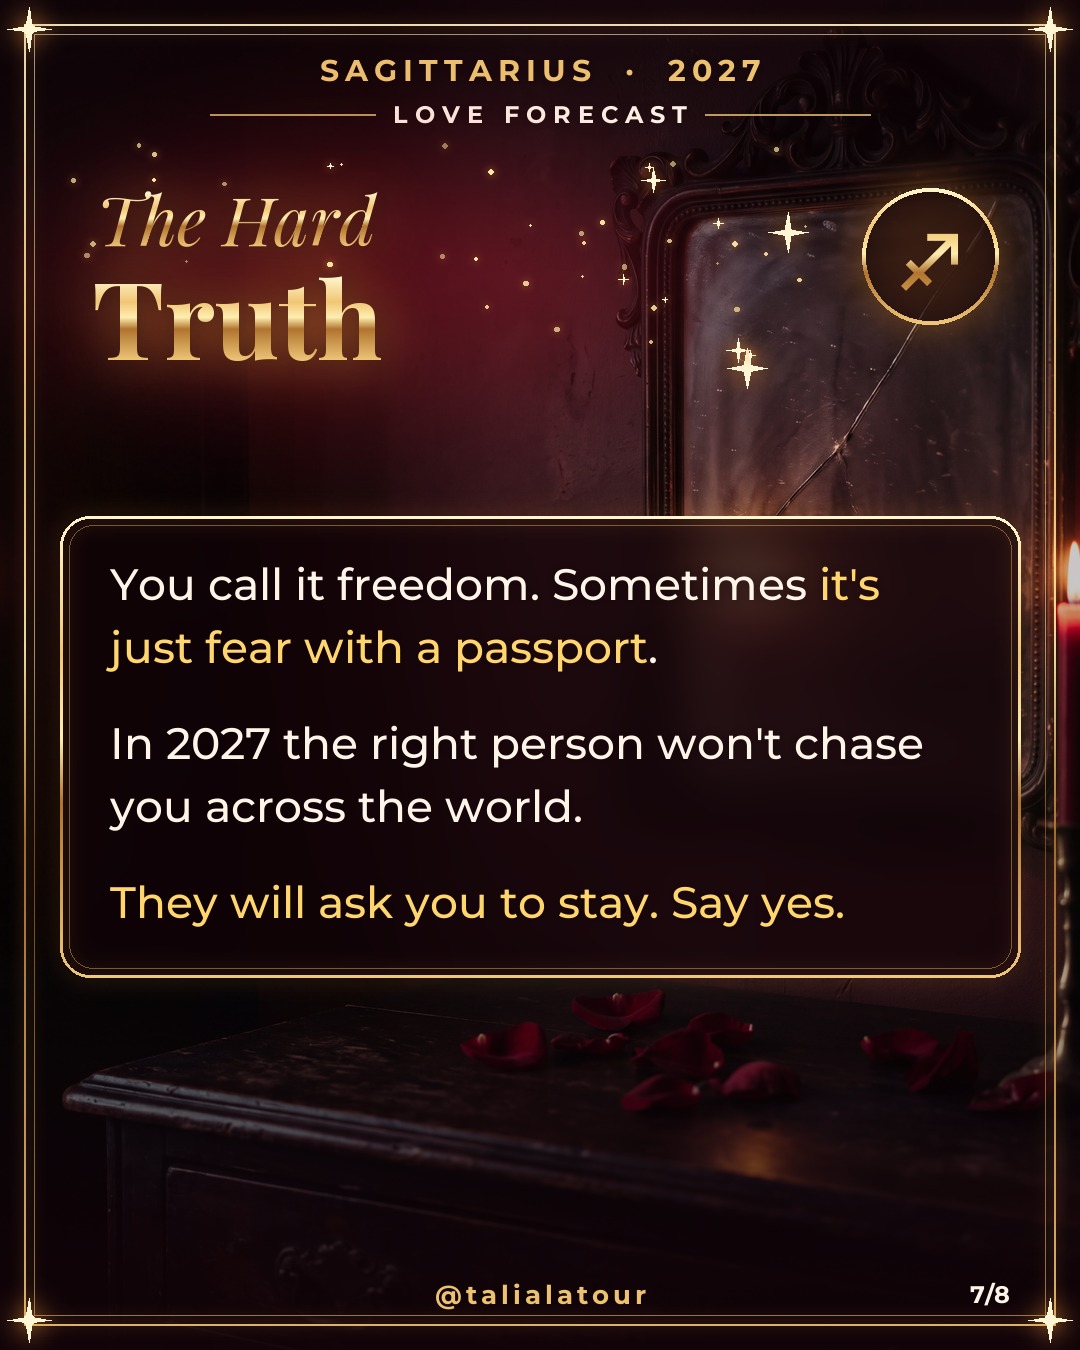 SAGITTARIUS · 2027
LOVE FORECAST
The Hard
Truth
You call it freedom. Sometimes it's
just fear with a passport.
In 2027 the right person won't chase
you across the world.
They will ask you to stay. Say yes.
@talialatour
7/8